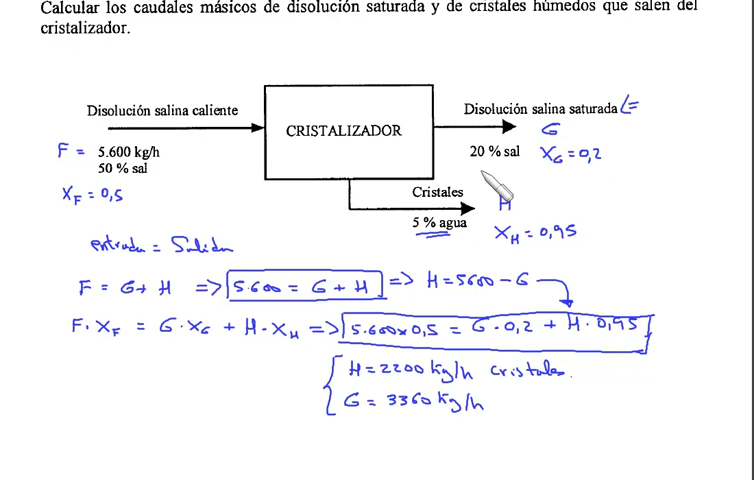 Calcular los caudales másicos de disolución saturada y de cristales húmedos que salen del
cristalizador.
Disolución salina caliente
CRISTALIZADOR
Disolución salina saturada
G
F = 5.600 kg/h
50 % sal
X_F = 0,5
20 % sal X_G = 0,2
Cristales
H
5 % agua
X_H = 0,95
entrada = Salida
F = G + H => 5.600 = G + H => H = 5600 - G
F · X_F = G · X_G + H · X_H => 5.600 x 0,5 = G · 0,2 + H · 0,95
H = 2200 kg/h cristales.
G = 3360 kg/h